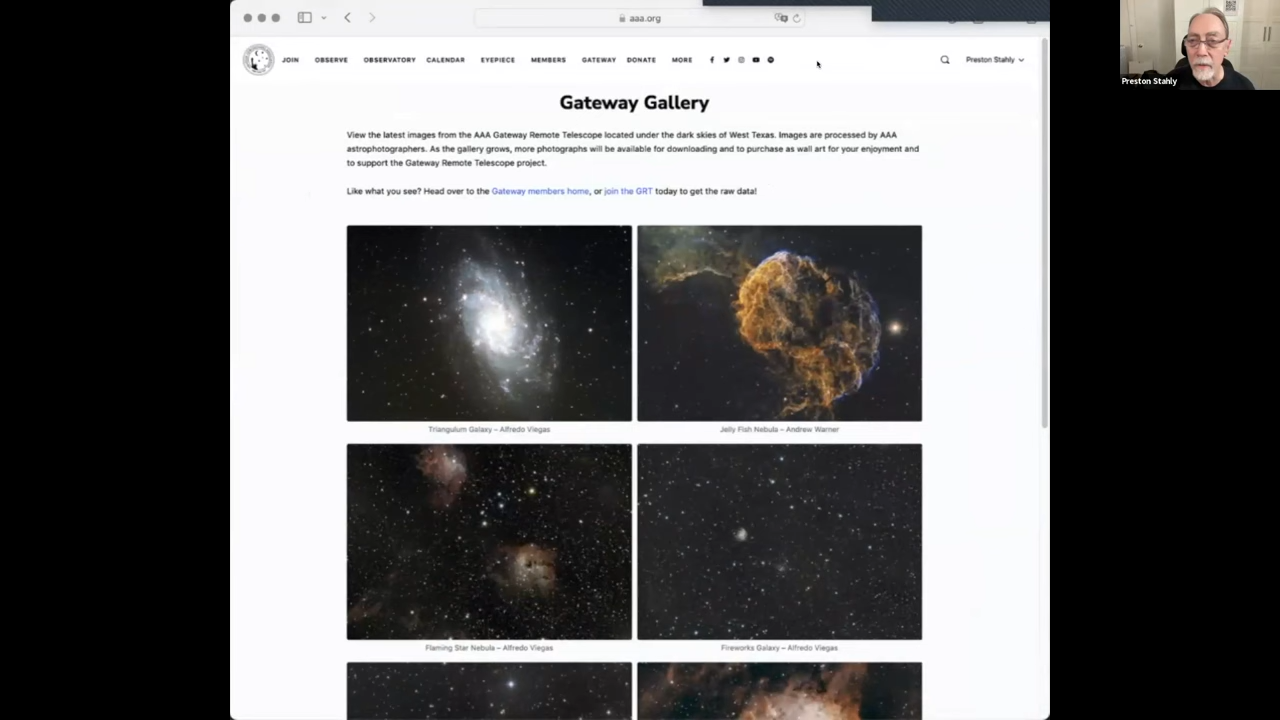 aaa.org
JOIN OBSERVE OBSERVATORY CALENDAR EYEPIECE MEMBERS GATEWAY DONATE MORE Preston Stahly
Preston Stahly
Gateway Gallery
View the latest images from the AAA Gateway Remote Telescope located under the dark skies of West Texas. Images are processed by AAA
astrophotographers. As the gallery grows, more photographs will be available for downloading and to purchase as wall art for your enjoyment and
to support the Gateway Remote Telescope project.
Like what you see? Head over to the Gateway members home, or join the GRT today to get the raw data!
Triangulum Galaxy – Alfredo Viegas
Jelly Fish Nebula – Andrew Warner
Flaming Star Nebula – Alfredo Viegas
Fireworks Galaxy – Alfredo Viegas